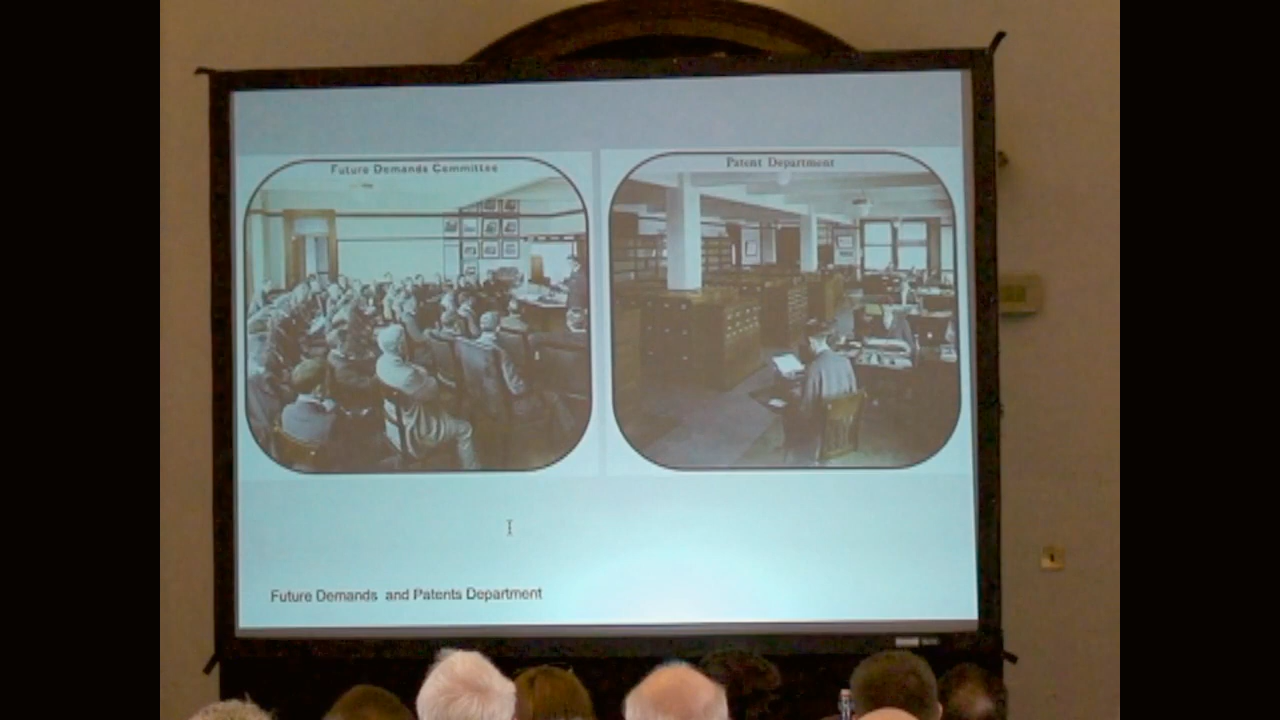 Future Demands Committee
Patent Department
Future Demands and Patents Department